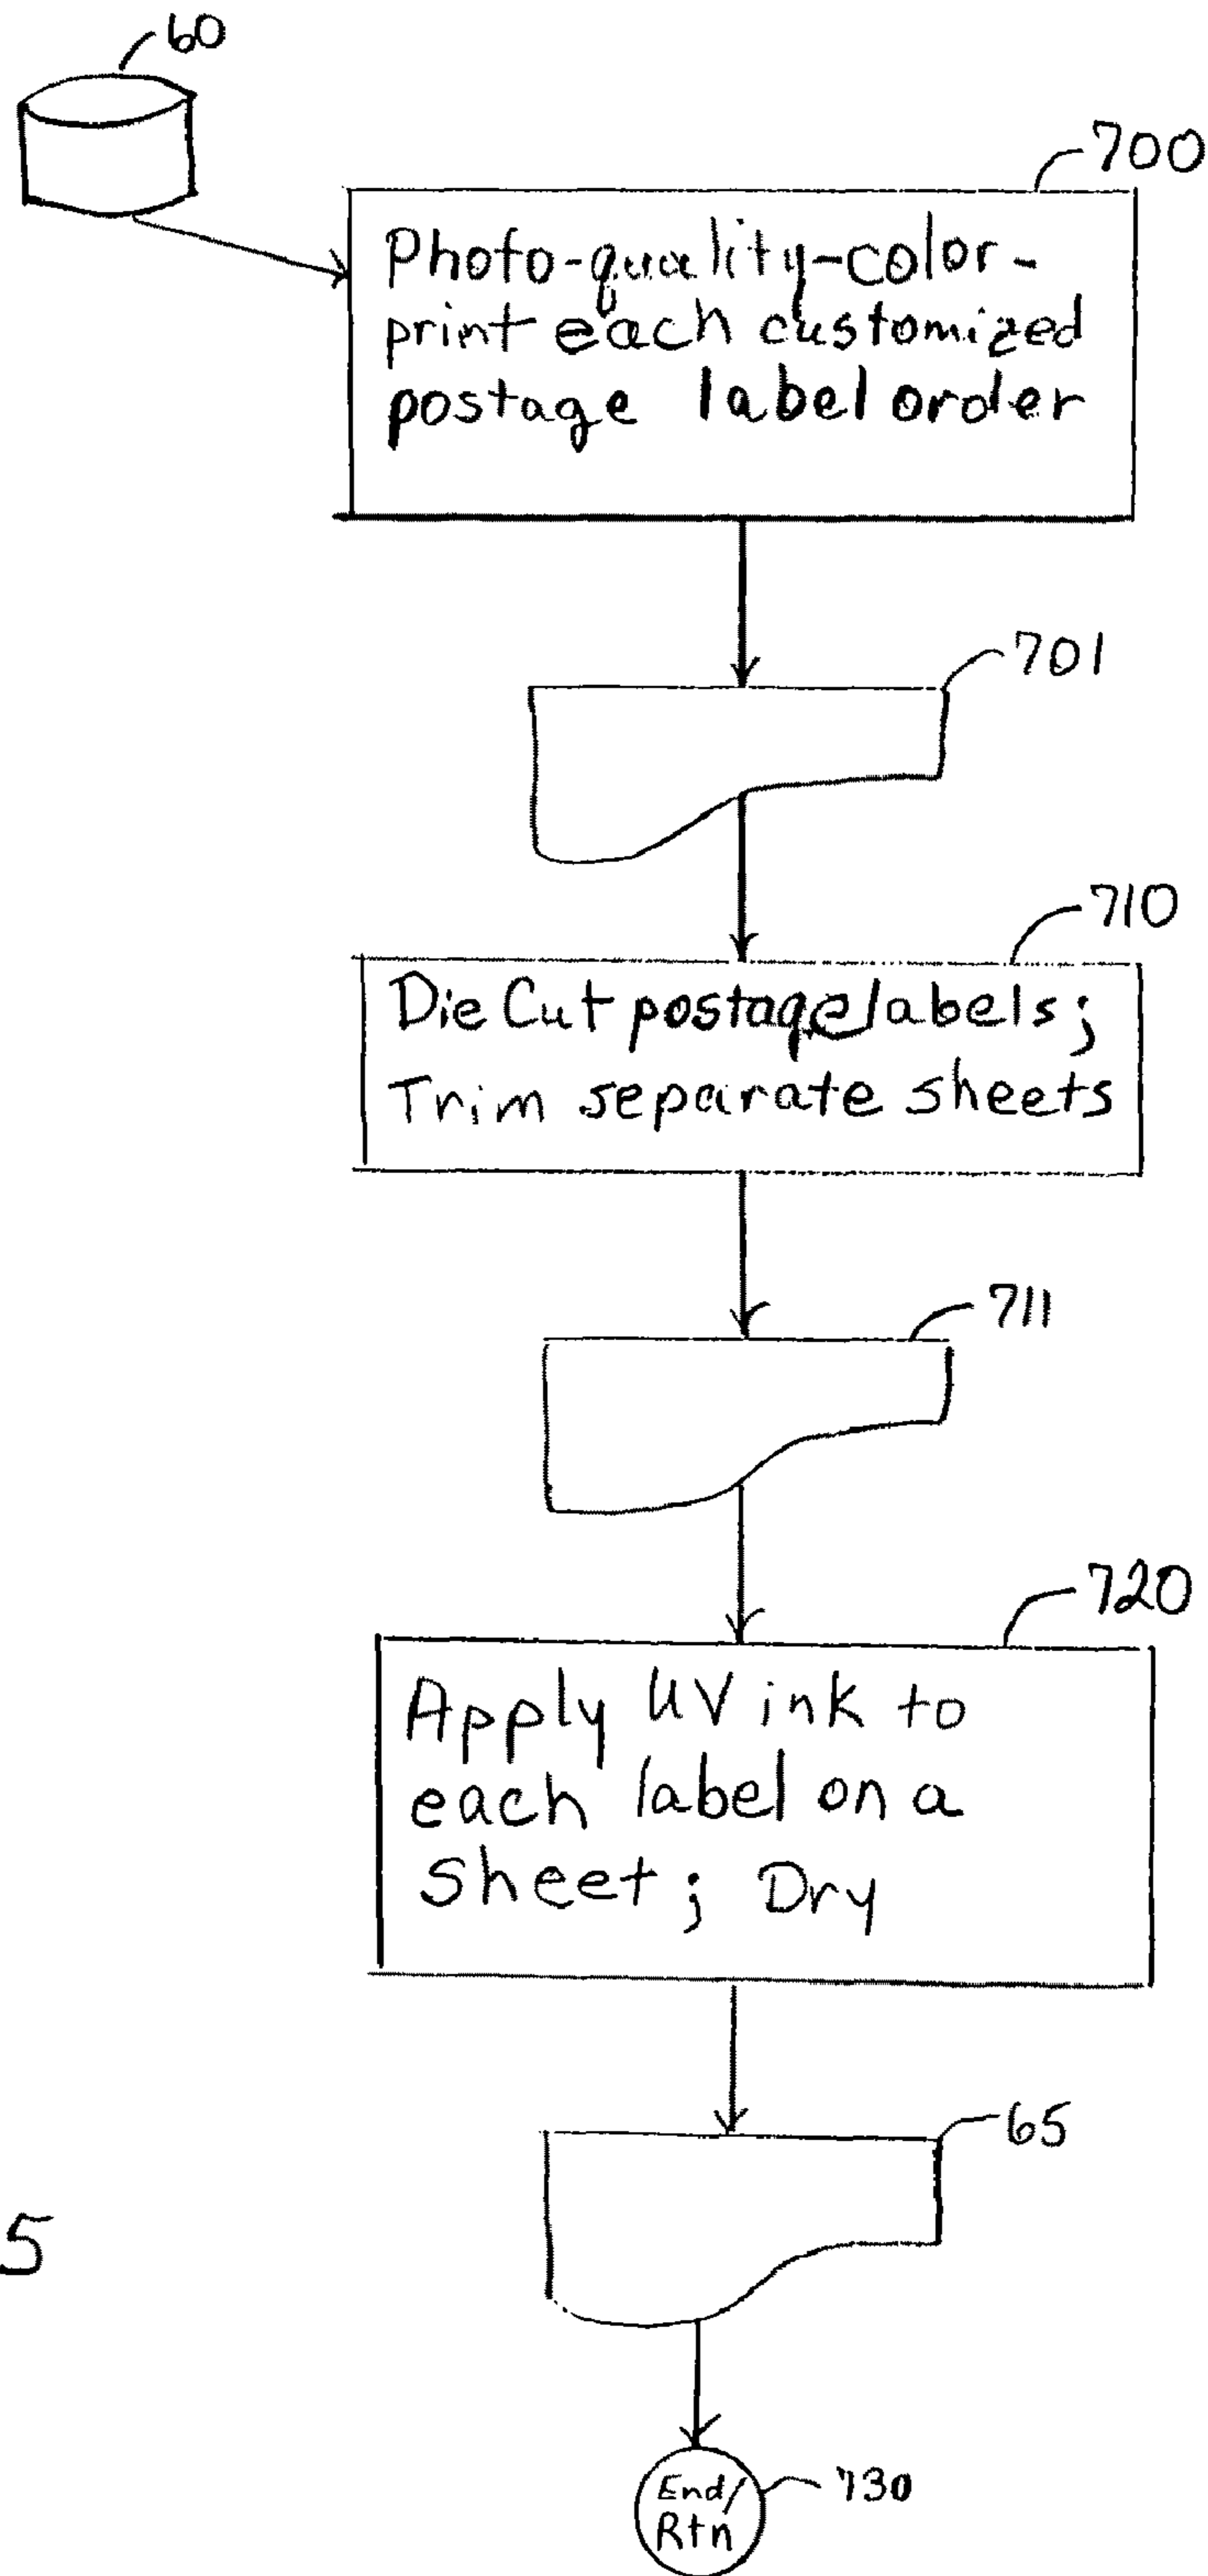 60
700
Photo-quality-color-
print each customized
postage label order
701
710
Die Cut postage labels;
Trim separate sheets
711
720
Apply UV ink to
each label on a
Sheet; Dry
65
5
End/
Rtn
730